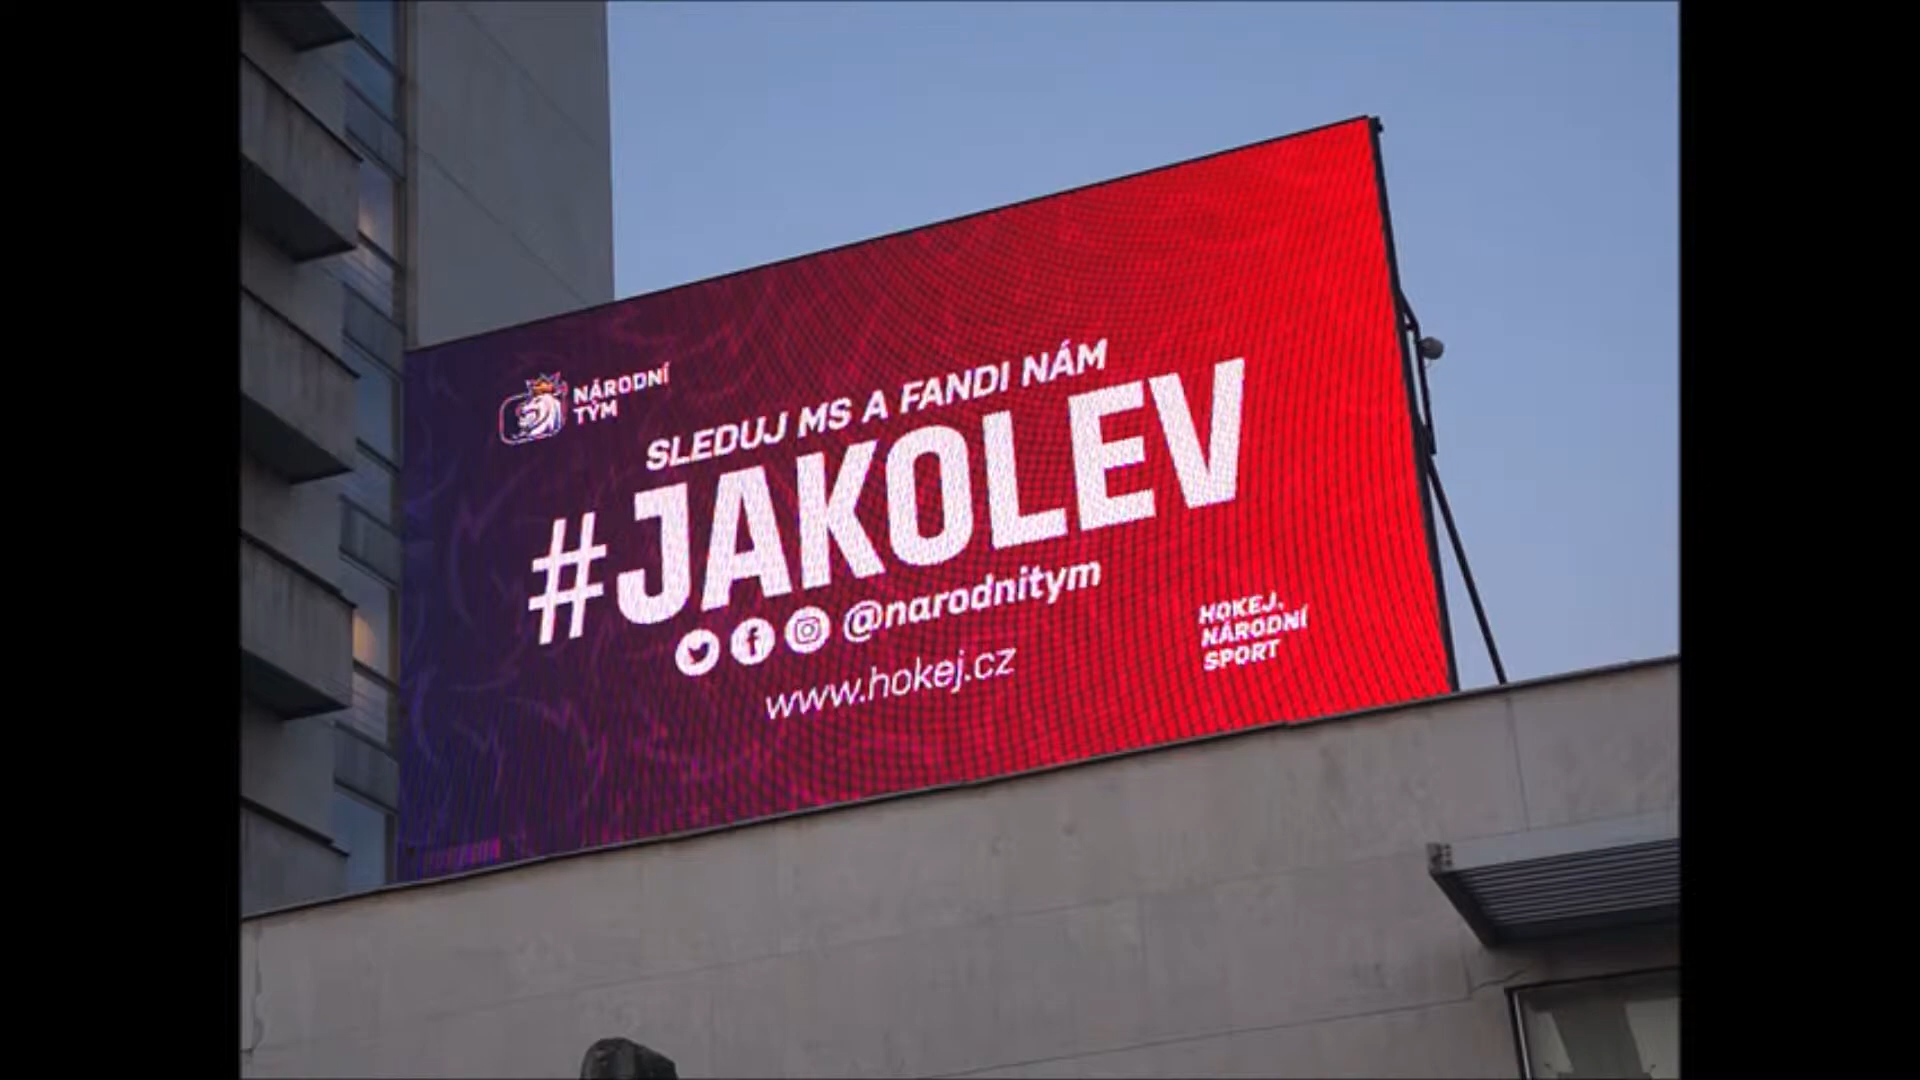 NÁRODNÍ
TÝM
SLEDUJ MS A FANDI NÁM
#JAKOLEV
@narodnitym
www.hokej.cz
HOKEJ.
NÁRODNÍ
SPORT